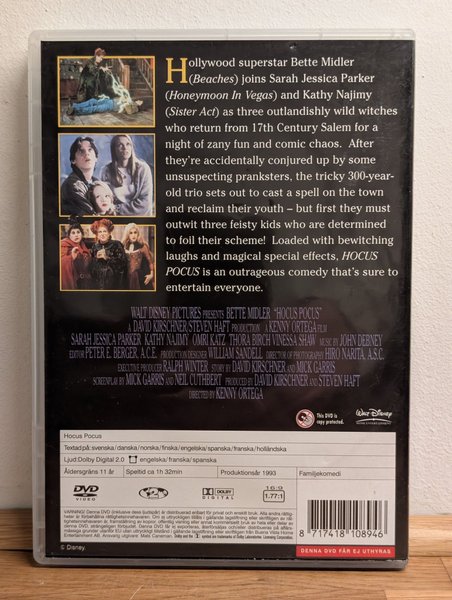 Hollywood superstar Bette Midler
(Beaches) joins Sarah Jessica Parker
(Honeymoon In Vegas) and Kathy Najimy
(Sister Act) as three outlandishly wild witches
who return from 17th Century Salem for a
night of zany fun and comic chaos. After
they're accidentally conjured up by some
unsuspecting pranksters, the tricky 300-year-
old trio sets out to cast a spell on the town
and reclaim their youth – but first they must
outwit three feisty kids who are determined
to foil their scheme! Loaded with bewitching
laughs and magical special effects, HOCUS
POCUS is an outrageous comedy that's sure to
entertain everyone.
WALT DISNEY PICTURES PRESENTS BETTE MIDLER "HOCUS POCUS"
A DAVID KIRSCHNER/STEVEN HAFT PRODUCTION A KENNY ORTEGA FILM
SARAH JESSICA PARKER KATHY NAJIMY OMRI KATZ THORA BIRCH VINESSA SHAW MUSIC BY JOHN DEBNEY
EDITOR PETER E. BERGER, A.C.E. PRODUCTION DESIGNER WILLIAM SANDELL DIRECTOR OF PHOTOGRAPHY HIRO NARITA, A.S.C.
EXECUTIVE PRODUCER RALPH WINTER STORY BY DAVID KIRSCHNER AND MICK GARRIS
SCREENPLAY BY MICK GARRIS AND NEIL CUTHBERT PRODUCED BY DAVID KIRSCHNER AND STEVEN HAFT
DIRECTED BY KENNY ORTEGA
This DVD is
copy protected.
WALT DISNEY
HOME ENTERTAINMENT
Hocus Pocus
Textad på: svenska/danska/norska/finska/engelska/spanska/franska/holländska
Ljud: Dolby Digital 2.0 engelska/franska/spanska
Åldersgräns 11 år Speltid ca 1h 32min Produktionsår 1993 Familjekomedi
DVD
VIDEO
2
DOLBY
DIGITAL
16:9
1.77:1
8 717418 108946
DENNA DVD FÅR EJ UTHYRAS
© Disney.